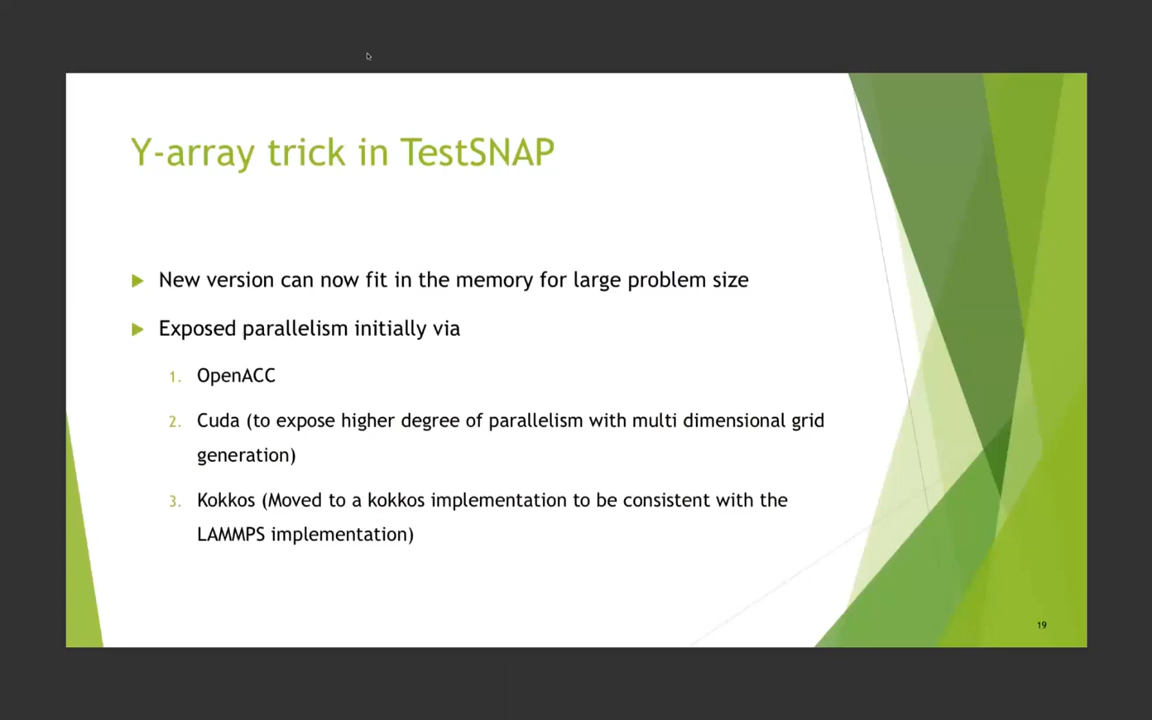 Y-array trick in TestSNAP
New version can now fit in the memory for large problem size
Exposed parallelism initially via
1. OpenACC
2. Cuda (to expose higher degree of parallelism with multi dimensional grid
generation)
3. Kokkos (Moved to a kokkos implementation to be consistent with the
LAMMPS implementation)
19